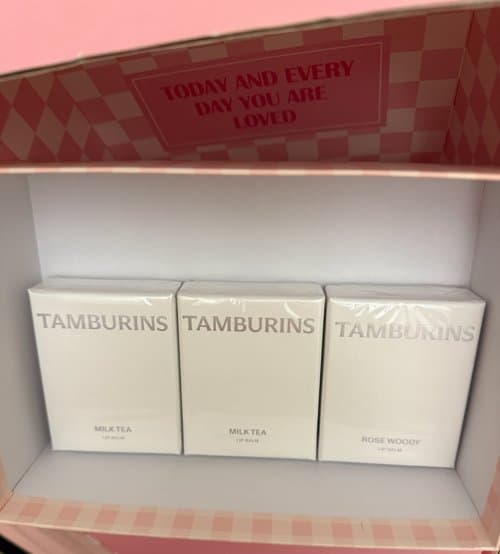 TODAY AND EVERY
DAY YOU ARE
LOVED
TAMBURINS
MILK TEA
LIP BALM
TAMBURINS
MILK TEA
LIP BALM
TAMBURINS
ROSE WOODY
LIP BALM